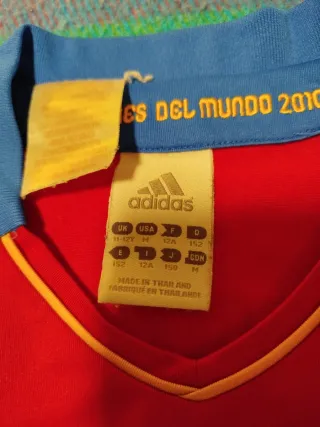 ES DEL MUNDO 2010
adidas
UK USA F D
11-12Y M 12A 152
E I J CDN
152 12A 150 M
MADE IN THAILAND
FABRIQUÉ EN THAILANDE